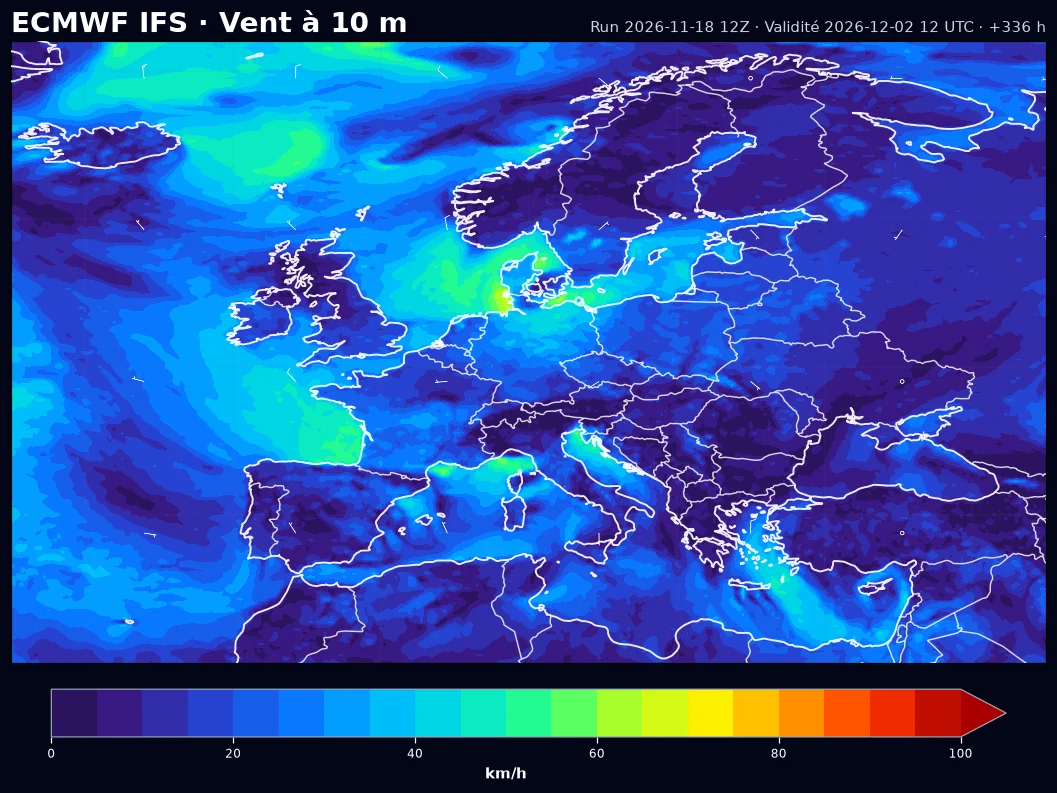 ECMWF IFS · Vent à 10 m
Run 2026-11-18 12Z · Validité 2026-12-02 12 UTC · +336 h
0 20 40 60 80 100
km/h